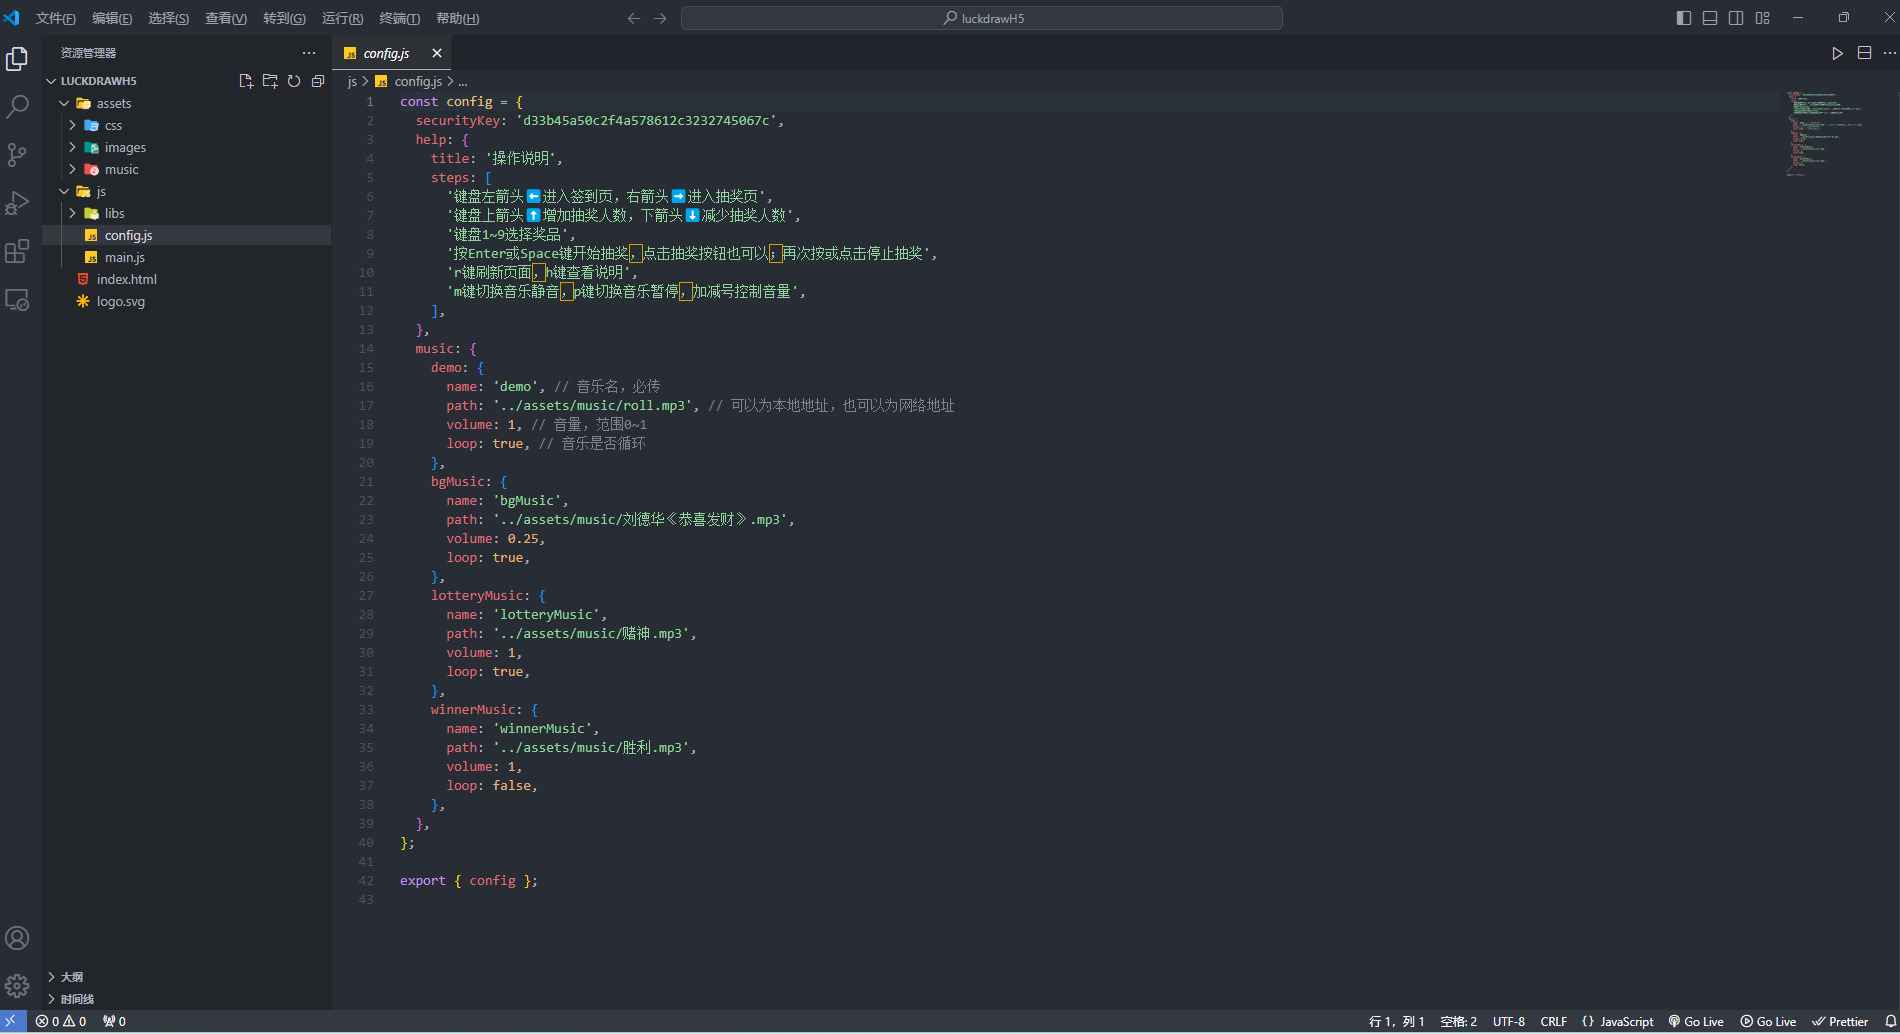 文件(F) 编辑(E) 选择(S) 查看(V) 转到(G) 运行(R) 终端(T) 帮助(H) luckdrawH5
资源管理器
LUCKDRAWH5
assets
css
images
music
js
libs
config.js
main.js
index.html
logo.svg
大纲
时间线
config.js
js > config.js > ...
1 const config = {
2 securityKey: 'd33b45a50c2f4a578612c3232745067c',
3 help: {
4 title: '操作说明',
5 steps: [
6 '键盘左箭头⬅️进入签到页，右箭头➡️进入抽奖页',
7 '键盘上箭头⬆️增加抽奖人数，下箭头⬇️减少抽奖人数',
8 '键盘1~9选择奖品',
9 '按Enter或Space键开始抽奖，点击抽奖按钮也可以；再次按或点击停止抽奖',
10 'r键刷新页面，h键查看说明',
11 'm键切换音乐静音，p键切换音乐暂停，加减号控制音量',
12 ],
13 },
14 music: {
15 demo: {
16 name: 'demo', // 音乐名，必传
17 path: '../assets/music/roll.mp3', // 可以为本地地址，也可以为网络地址
18 volume: 1, // 音量，范围0~1
19 loop: true, // 音乐是否循环
20 },
21 bgMusic: {
22 name: 'bgMusic',
23 path: '../assets/music/刘德华《恭喜发财》.mp3',
24 volume: 0.25,
25 loop: true,
26 },
27 lotteryMusic: {
28 name: 'lotteryMusic',
29 path: '../assets/music/赌神.mp3',
30 volume: 1,
31 loop: true,
32 },
33 winnerMusic: {
34 name: 'winnerMusic',
35 path: '../assets/music/胜利.mp3',
36 volume: 1,
37 loop: false,
38 },
39 },
40 };
41
42 export { config };
43
0 0 0 行 1，列 1 空格: 2 UTF-8 CRLF {} JavaScript Go Live Go Live Prettier